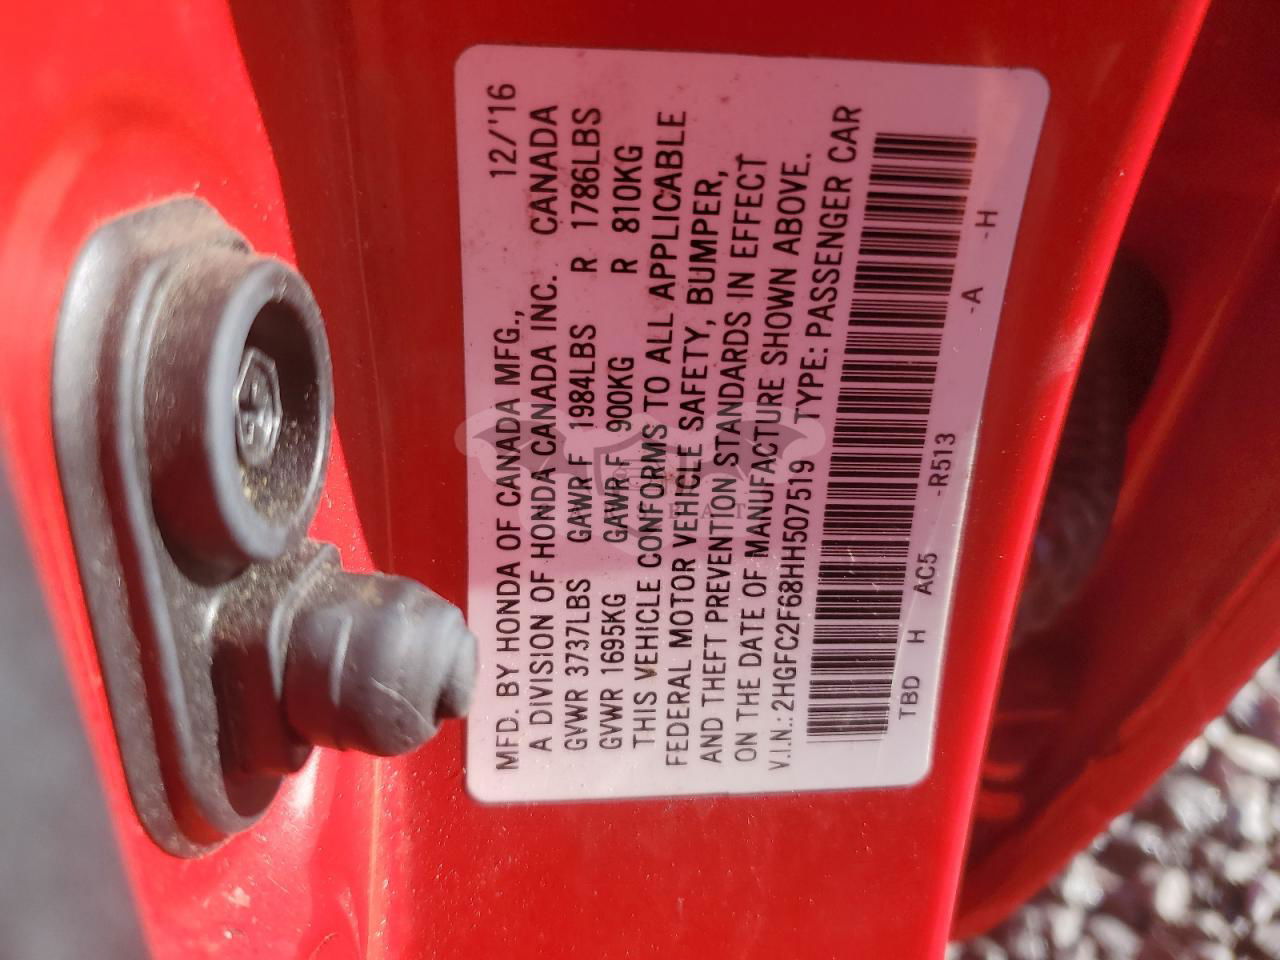 MFD. BY HONDA OF CANADA MFG., 12/'16
A DIVISION OF HONDA CANADA INC. CANADA
GVWR 3737LBS GAWR F 1984LBS R 1786LBS
GVWR 1695KG GAWR F 900KG R 810KG
THIS VEHICLE CONFORMS TO ALL APPLICABLE
FEDERAL MOTOR VEHICLE SAFETY, BUMPER,
AND THEFT PREVENTION STANDARDS IN EFFECT
ON THE DATE OF MANUFACTURE SHOWN ABOVE.
V.I.N.: 2HGFC2F68HH507519 TYPE: PASSENGER CAR
TBD H AC5 -R513 -A -H